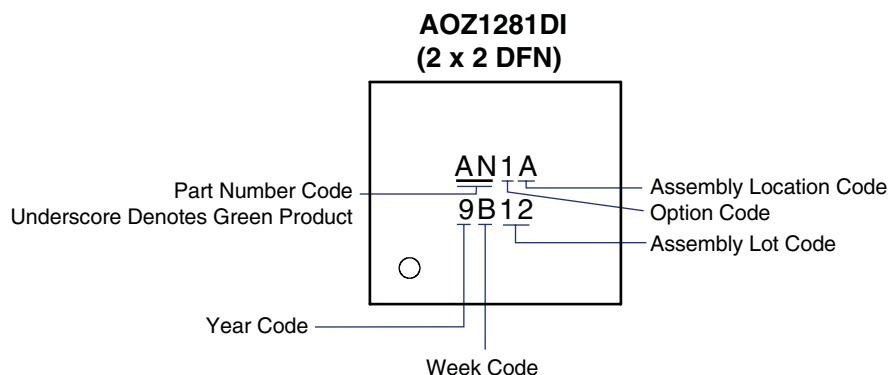 AOZ1281DI
(2 x 2 DFN)
AN1A
9B12
Part Number Code
Underscore Denotes Green Product
Assembly Location Code
Option Code
Assembly Lot Code
Year Code
Week Code